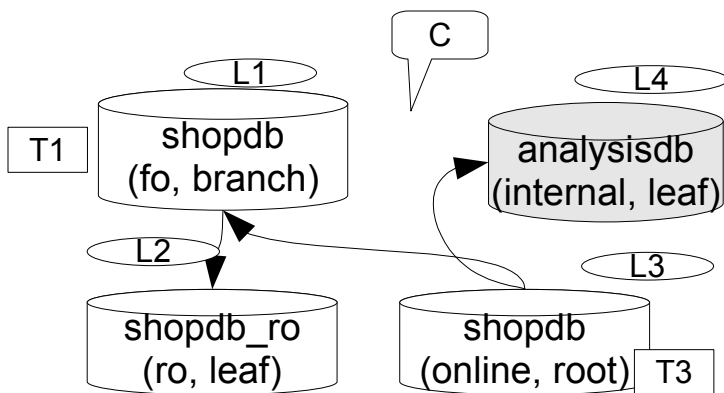 C
L1
L4
T1
shopdb
(fo, branch)
analysisdb
(internal, leaf)
L2
L3
shopdb_ro
(ro, leaf)
shopdb
(online, root)
T3